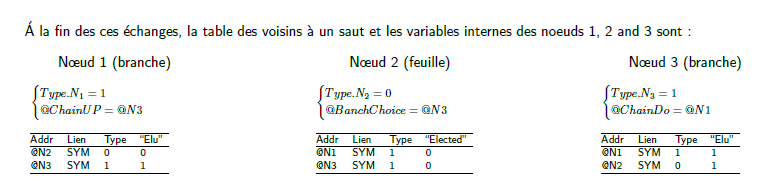 Á la fin des ces échanges, la table des voisins à un saut et les variables internes des noeuds 1, 2 and 3 sont :
Nœud 1 (branche) Nœud 2 (feuille) Nœud 3 (branche)
Type.N1 = 1 Type.N2 = 0 Type.N3 = 1
@ChainUP = @N3 @BanchChoice = @N3 @ChainDo = @N1
Addr Lien Type "Elu" Addr Lien Type "Elected" Addr Lien Type "Elu"
@N2 SYM 0 0 @N1 SYM 1 0 @N1 SYM 1 1
@N3 SYM 1 1 @N3 SYM 1 0 @N2 SYM 0 1